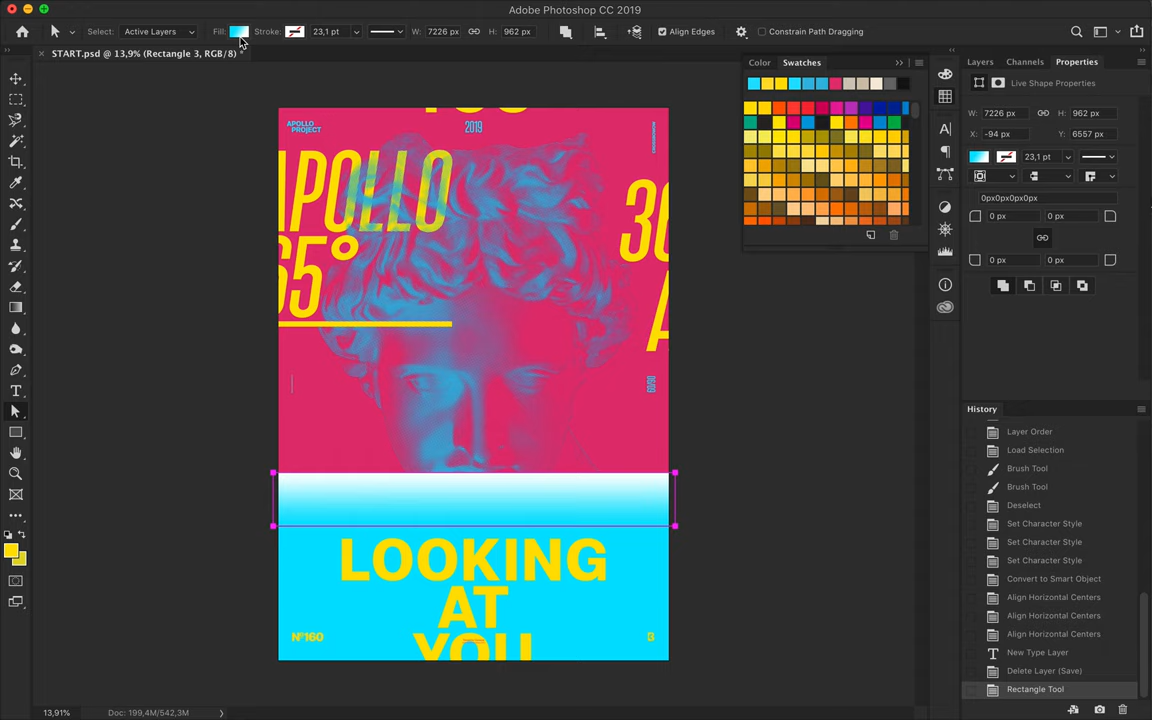 Adobe Photoshop CC 2019
Select: Active Layers Fill: Stroke: 23,1 pt W: 7226 px H: 962 px Align Edges Constrain Path Dragging
START.psd @ 13,9% (Rectangle 3, RGB/8) *
Color Swatches
Layers Channels Properties
Live Shape Properties
W: 7226 px H: 962 px
X: -94 px Y: 6557 px
23,1 pt
0px0px0px0px
0 px 0 px
0 px 0 px
APOLLO
PROJECT
2019
APOLLO
65°
36
A
60/90
LOOKING
AT
YOU
Nº160
B
History
Layer Order
Load Selection
Brush Tool
Brush Tool
Deselect
Set Character Style
Set Character Style
Set Character Style
Convert to Smart Object
Align Horizontal Centers
Align Horizontal Centers
Align Horizontal Centers
New Type Layer
Delete Layer (Save)
Rectangle Tool
13,91% Doc: 199,4M/542,3M